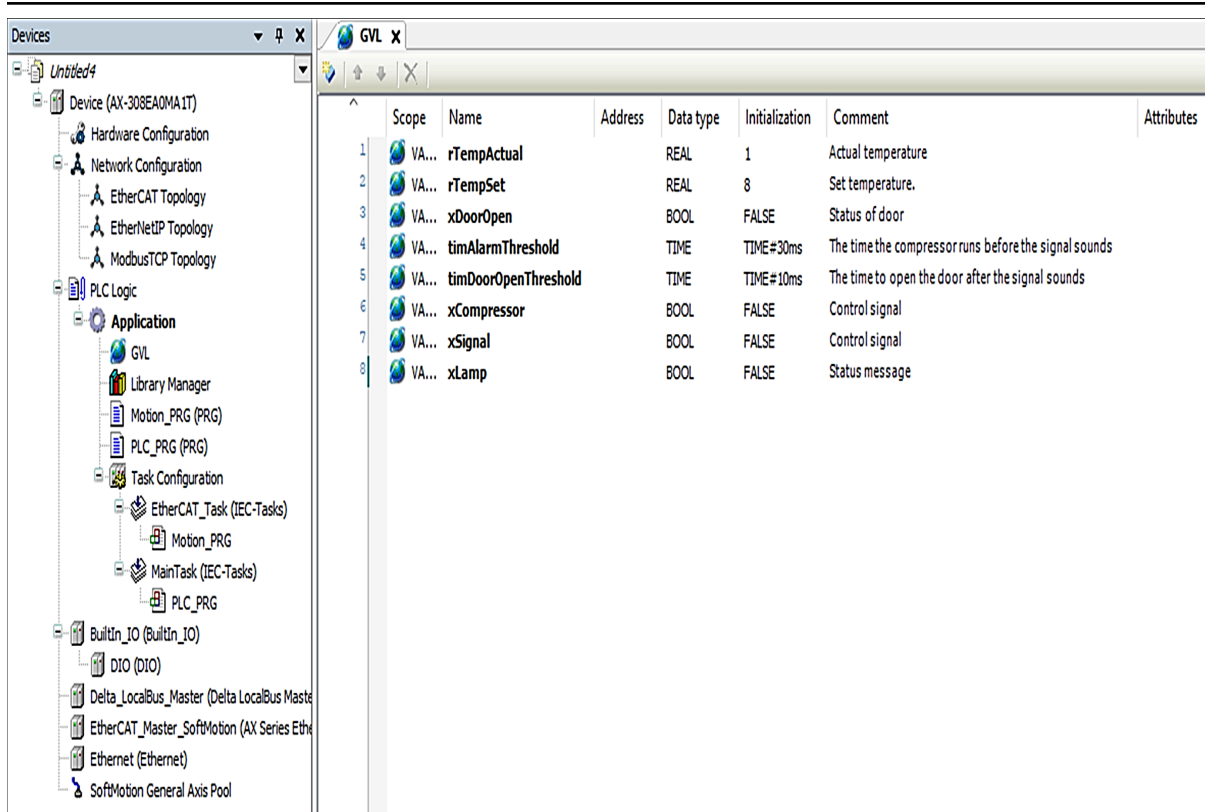 Devices
Untitled4
Device (AX-308EA0MA1T)
Hardware Configuration
Network Configuration
EtherCAT Topology
EtherNetIP Topology
ModbusTCP Topology
PLC Logic
Application
GVL
Library Manager
Motion_PRG (PRG)
PLC_PRG (PRG)
Task Configuration
EtherCAT_Task (IEC-Tasks)
Motion_PRG
MainTask (IEC-Tasks)
PLC_PRG
BuiltIn_IO (BuiltIn_IO)
DIO (DIO)
Delta_LocalBus_Master (Delta LocalBus Maste
EtherCAT_Master_SoftMotion (AX Series Ethe
Ethernet (Ethernet)
SoftMotion General Axis Pool
GVL
Scope Name Address Data type Initialization Comment Attributes
1 VA... rTempActual REAL 1 Actual temperature
2 VA... rTempSet REAL 8 Set temperature.
3 VA... xDoorOpen BOOL FALSE Status of door
4 VA... timAlarmThreshold TIME TIME#30ms The time the compressor runs before the signal sounds
5 VA... timDoorOpenThreshold TIME TIME#10ms The time to open the door after the signal sounds
6 VA... xCompressor BOOL FALSE Control signal
7 VA... xSignal BOOL FALSE Control signal
8 VA... xLamp BOOL FALSE Status message